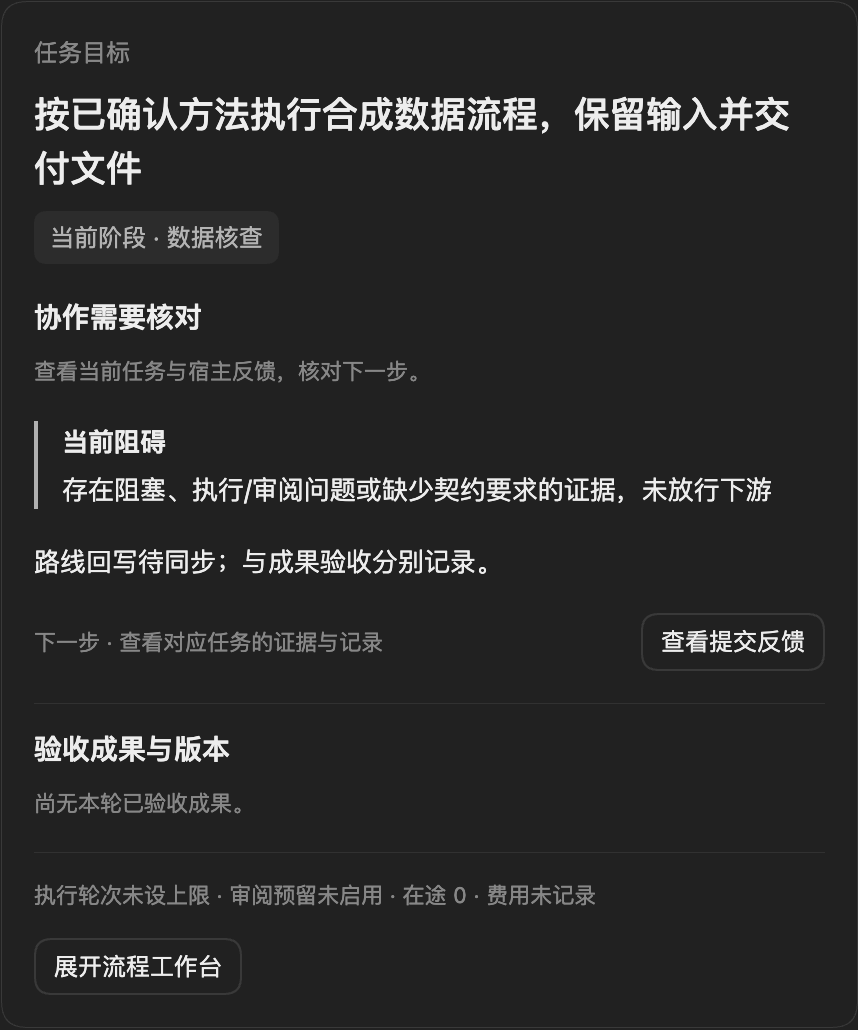 任务目标
按已确认方法执行合成数据流程，保留输入并交
付文件
当前阶段 · 数据核查
协作需要核对
查看当前任务与宿主反馈，核对下一步。
当前阻碍
存在阻塞、执行/审阅问题或缺少契约要求的证据，未放行下游
路线回写待同步；与成果验收分别记录。
下一步 · 查看对应任务的证据与记录
查看提交反馈
验收成果与版本
尚无本轮已验收成果。
执行轮次未设上限 · 审阅预留未启用 · 在途 0 · 费用未记录
展开流程工作台